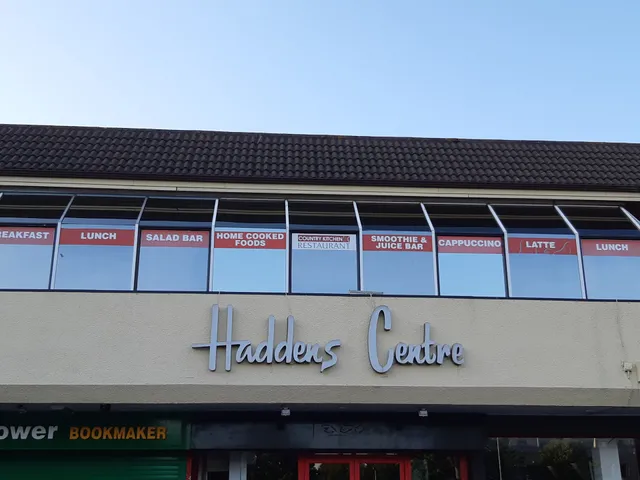 EAKFAST
LUNCH
SALAD BAR
HOME COOKED
FOODS
COUNTRY KITCHEN
RESTAURANT
SMOOTHIE &
JUICE BAR
CAPPUCCINO
LATTE
LUNCH
Haddens Centre
ower BOOKMAKER